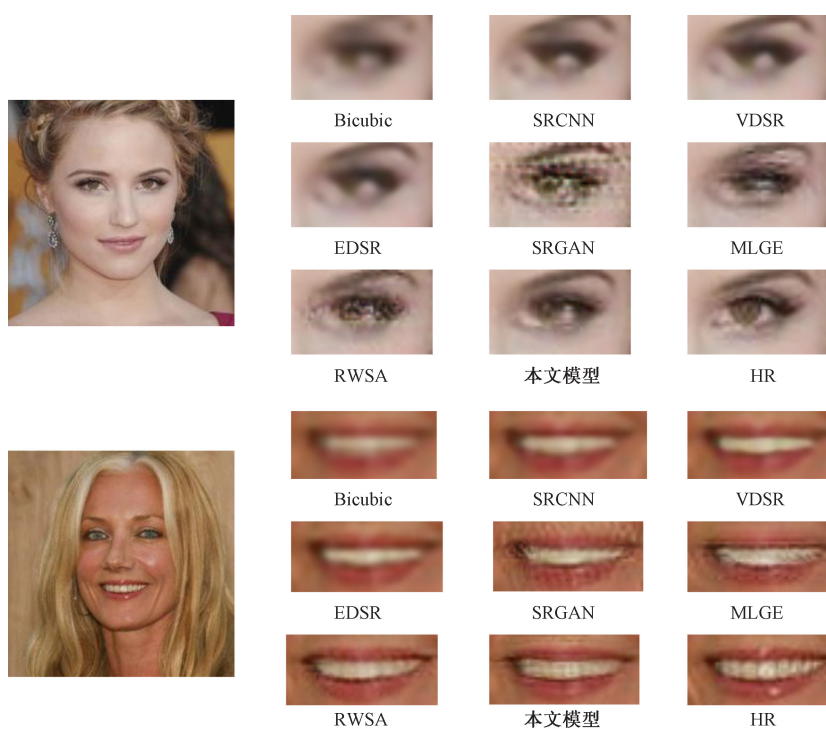 Bicubic SRCNN VDSR
EDSR SRGAN MLGE
RWSA 本文模型 HR
Bicubic SRCNN VDSR
EDSR SRGAN MLGE
RWSA 本文模型 HR